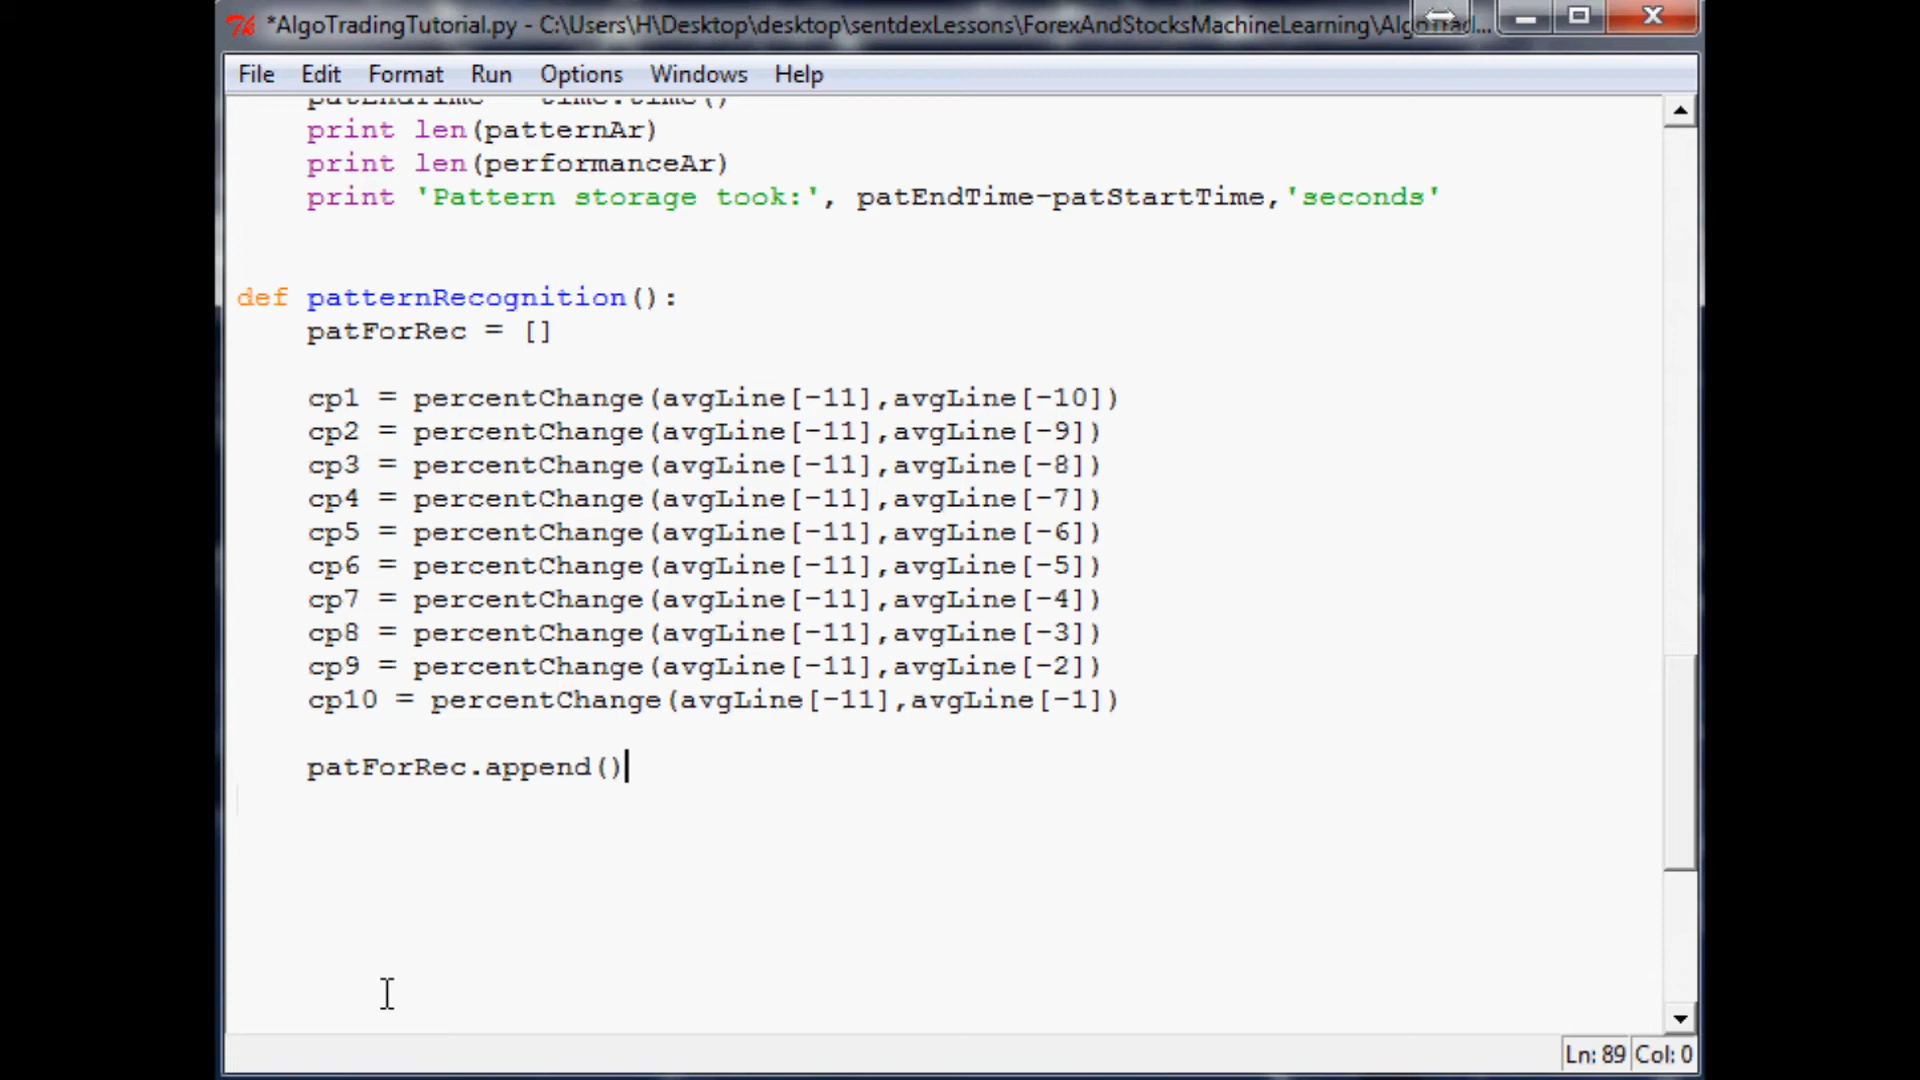 *AlgoTradingTutorial.py - C:\Users\H\Desktop\desktop\sentdexLessons\ForexAndStocksMachineLearning\AlgoTrad...
File Edit Format Run Options Windows Help
patEndTime = time.time()
print len(patternAr)
print len(performanceAr)
print 'Pattern storage took:', patEndTime-patStartTime,'seconds'
def patternRecognition():
patForRec = []
cp1 = percentChange(avgLine[-11],avgLine[-10])
cp2 = percentChange(avgLine[-11],avgLine[-9])
cp3 = percentChange(avgLine[-11],avgLine[-8])
cp4 = percentChange(avgLine[-11],avgLine[-7])
cp5 = percentChange(avgLine[-11],avgLine[-6])
cp6 = percentChange(avgLine[-11],avgLine[-5])
cp7 = percentChange(avgLine[-11],avgLine[-4])
cp8 = percentChange(avgLine[-11],avgLine[-3])
cp9 = percentChange(avgLine[-11],avgLine[-2])
cp10 = percentChange(avgLine[-11],avgLine[-1])
patForRec.append()
Ln: 89 Col: 0